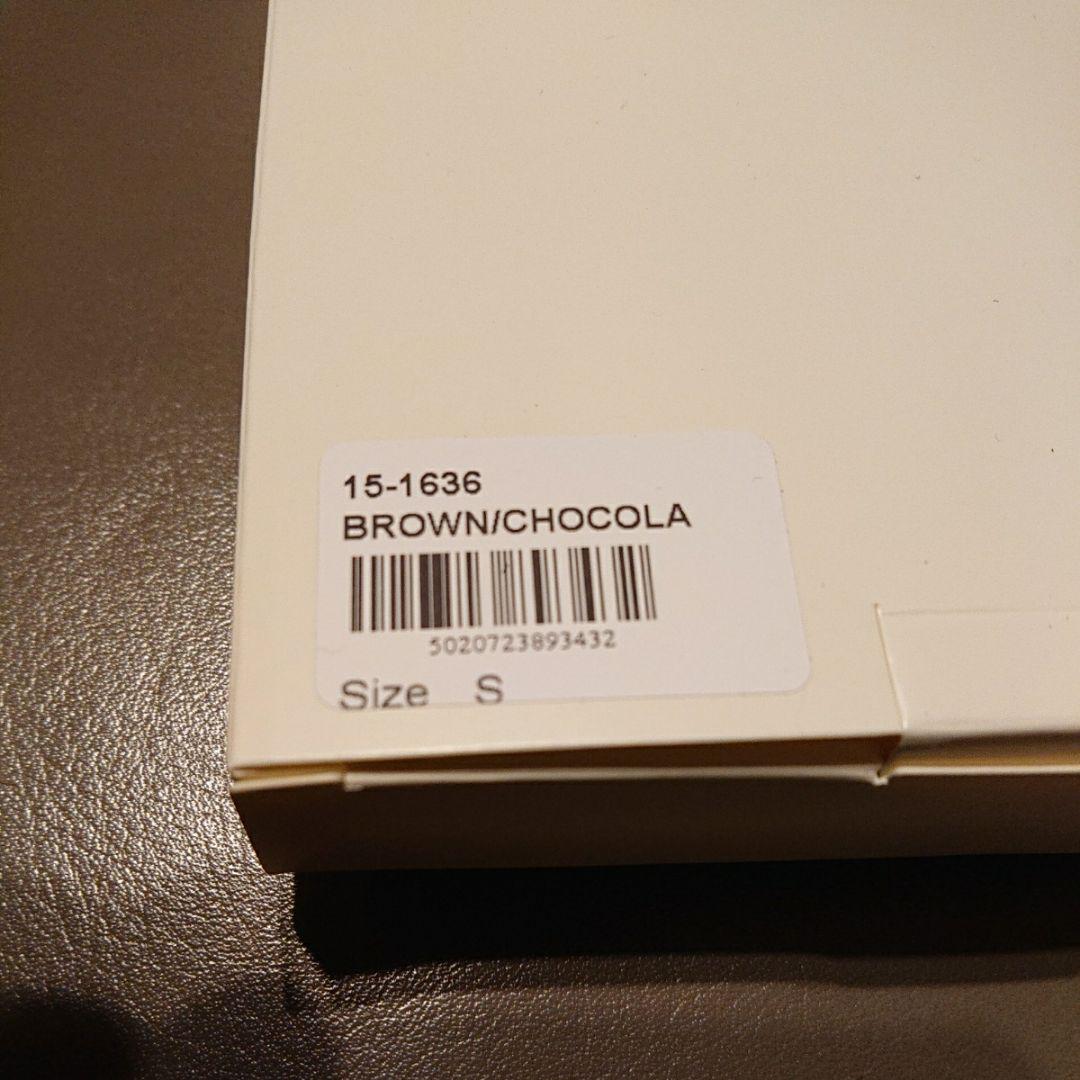 15-1636
BROWN/CHOCOLA
5020723893432
Size S